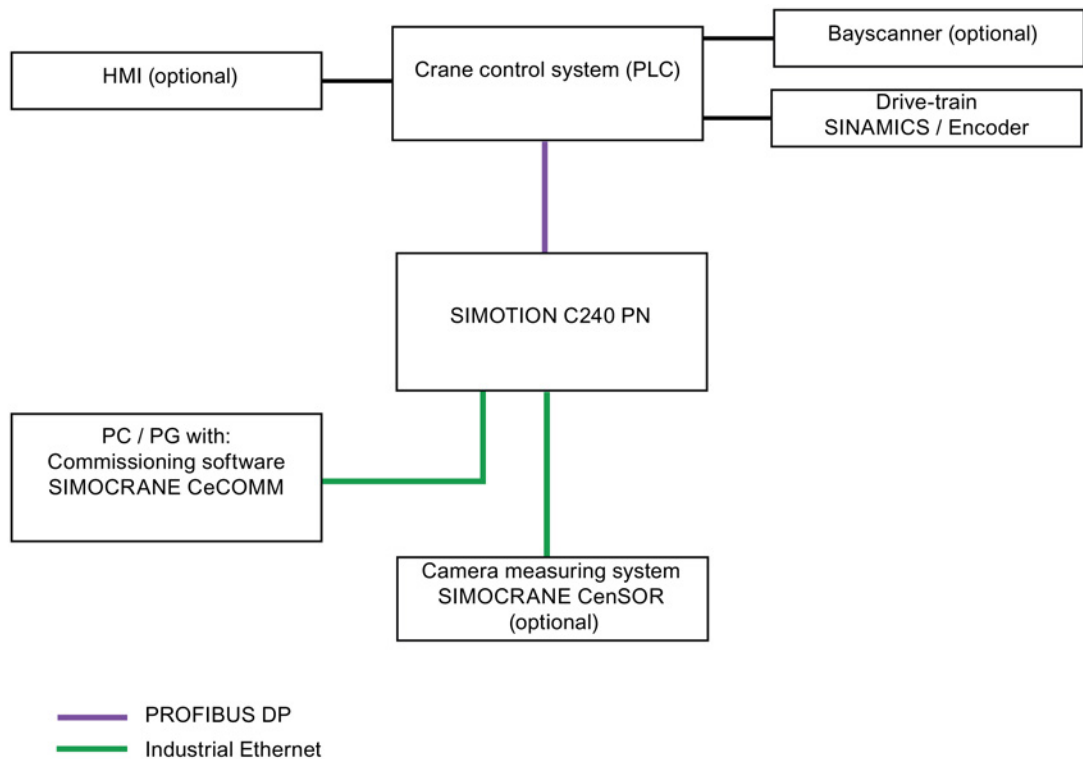 HMI (optional)
Crane control system (PLC)
Bayscanner (optional)
Drive-train
SINAMICS / Encoder
SIMOTION C240 PN
PC / PG with:
Commissioning software
SIMOCRANE CeCOMM
Camera measuring system
SIMOCRANE CenSOR
(optional)
PROFIBUS DP
Industrial Ethernet